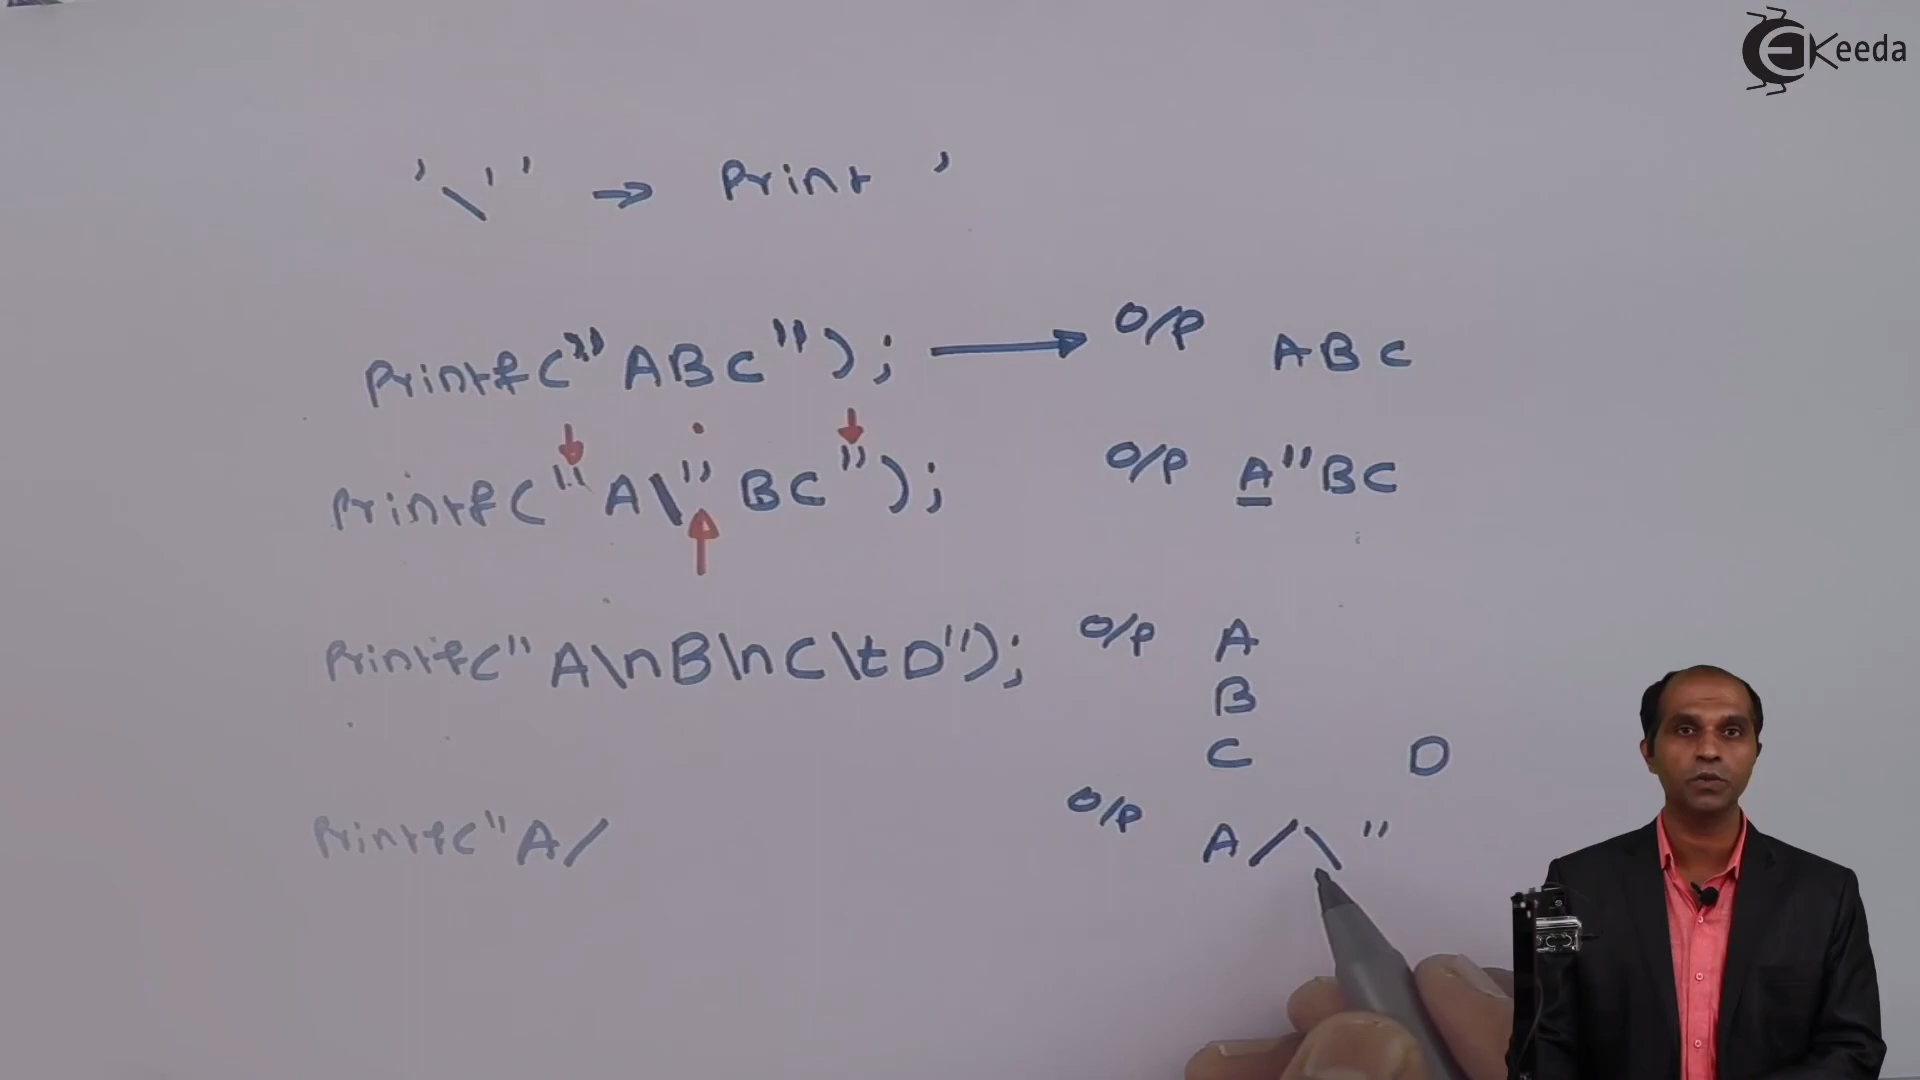 Keeda
'\'' → Print '
Printf("ABC"); → O/P ABC
Printf("A\"BC"); O/P A"BC
Printf("A\nB\nC\tD"); O/P A
B
C D
Printf("A/ O/P A/\"